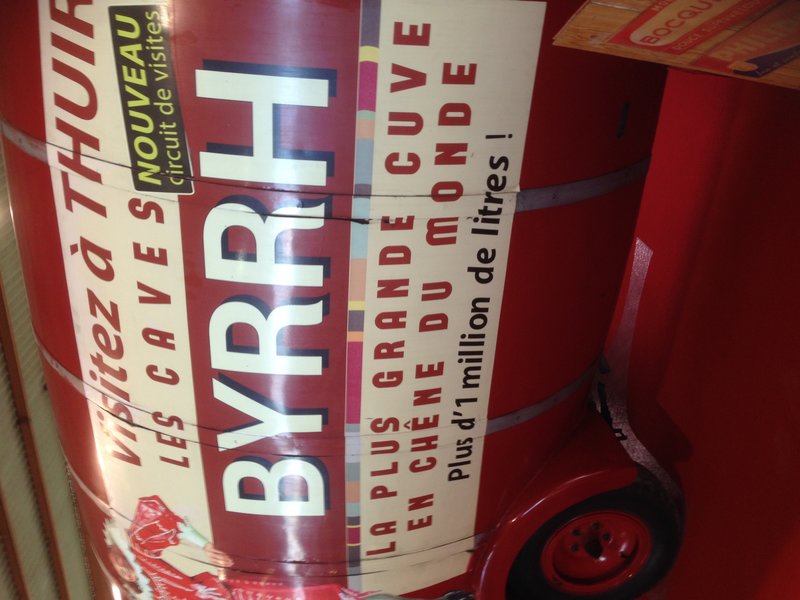 Visitez à THUIR
NOUVEAU
circuit de visites
LES CAVES
BYRRH
LA PLUS GRANDE CUVE
EN CHÊNE DU MONDE
Plus d'1 million de litres !